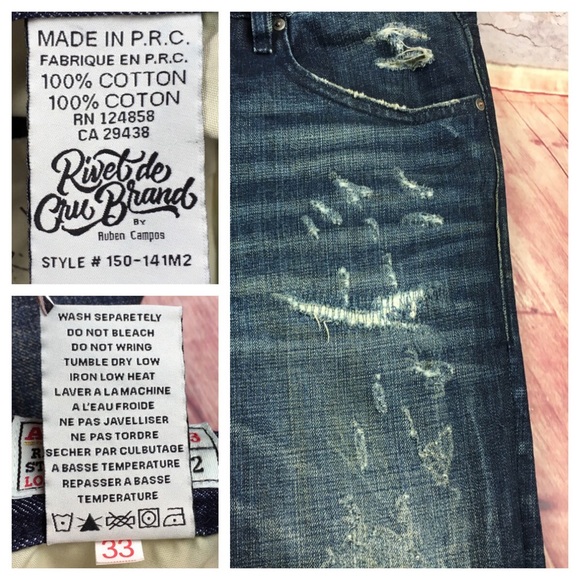 MADE IN P.R.C.
FABRIQUE EN P.R.C.
100% COTTON
100% COTON
RN 124858
CA 29438
Rivet de
Cru Brand
BY
Ruben Campos
STYLE # 150-141M2
WASH SEPARETELY
DO NOT BLEACH
DO NOT WRING
TUMBLE DRY LOW
IRON LOW HEAT
LAVER A LA MACHINE
A L'EAU FROIDE
NE PAS JAVELLISER
NE PAS TORDRE
SECHER PAR CULBUTAGE
A BASSE TEMPERATURE
REPASSER A BASSE
TEMPERATURE
33